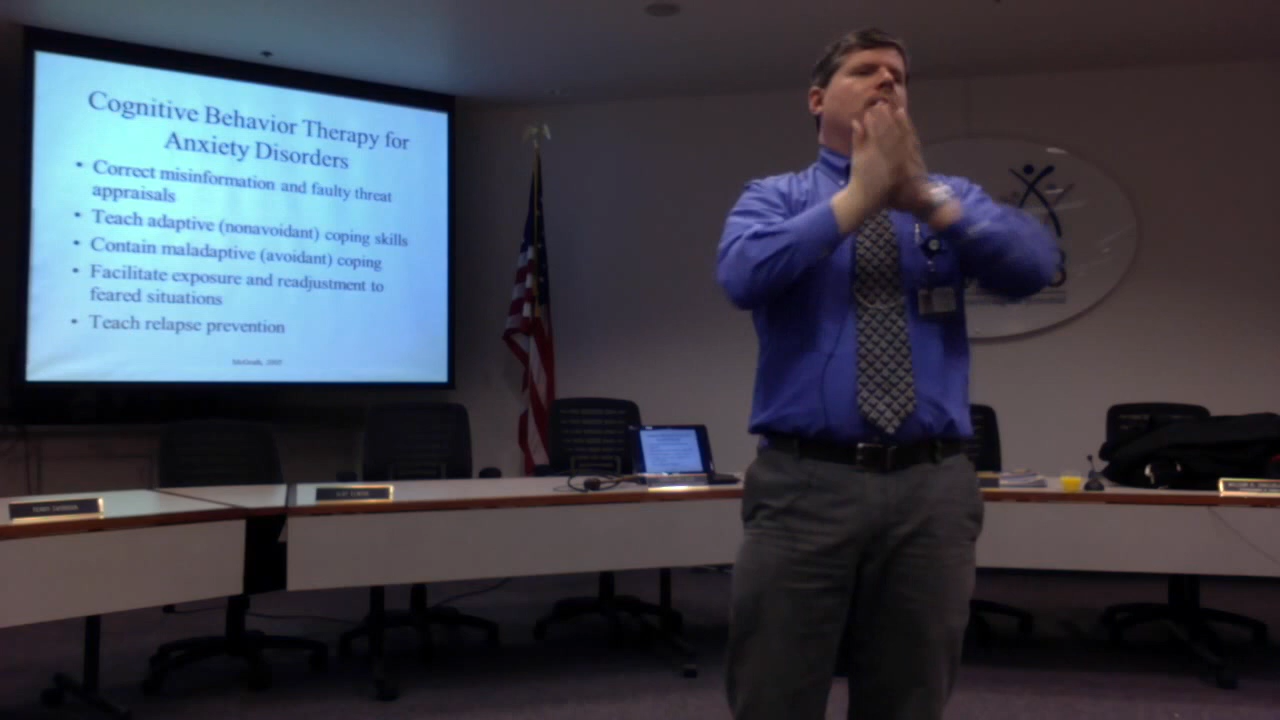 Cognitive Behavior Therapy for
Anxiety Disorders
• Correct misinformation and faulty threat
appraisals
• Teach adaptive (nonavoidant) coping skills
• Contain maladaptive (avoidant) coping
• Facilitate exposure and readjustment to
feared situations
• Teach relapse prevention